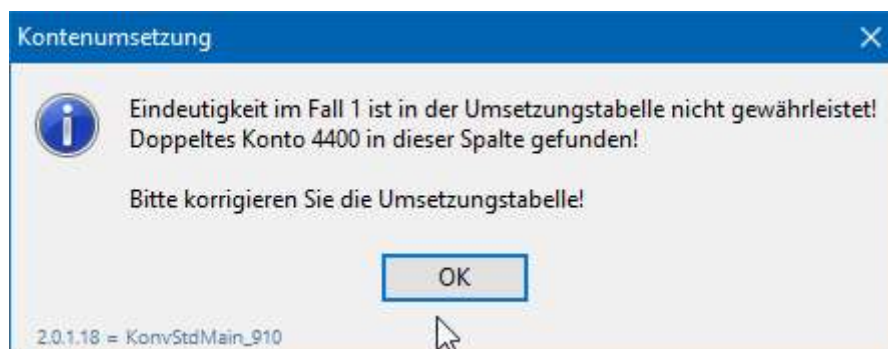 Kontenumsetzung
Eindeutigkeit im Fall 1 ist in der Umsetzungstabelle nicht gewährleistet!
Doppeltes Konto 4400 in dieser Spalte gefunden!
Bitte korrigieren Sie die Umsetzungstabelle!
OK
2.0.1.18 = KonvStdMain_910